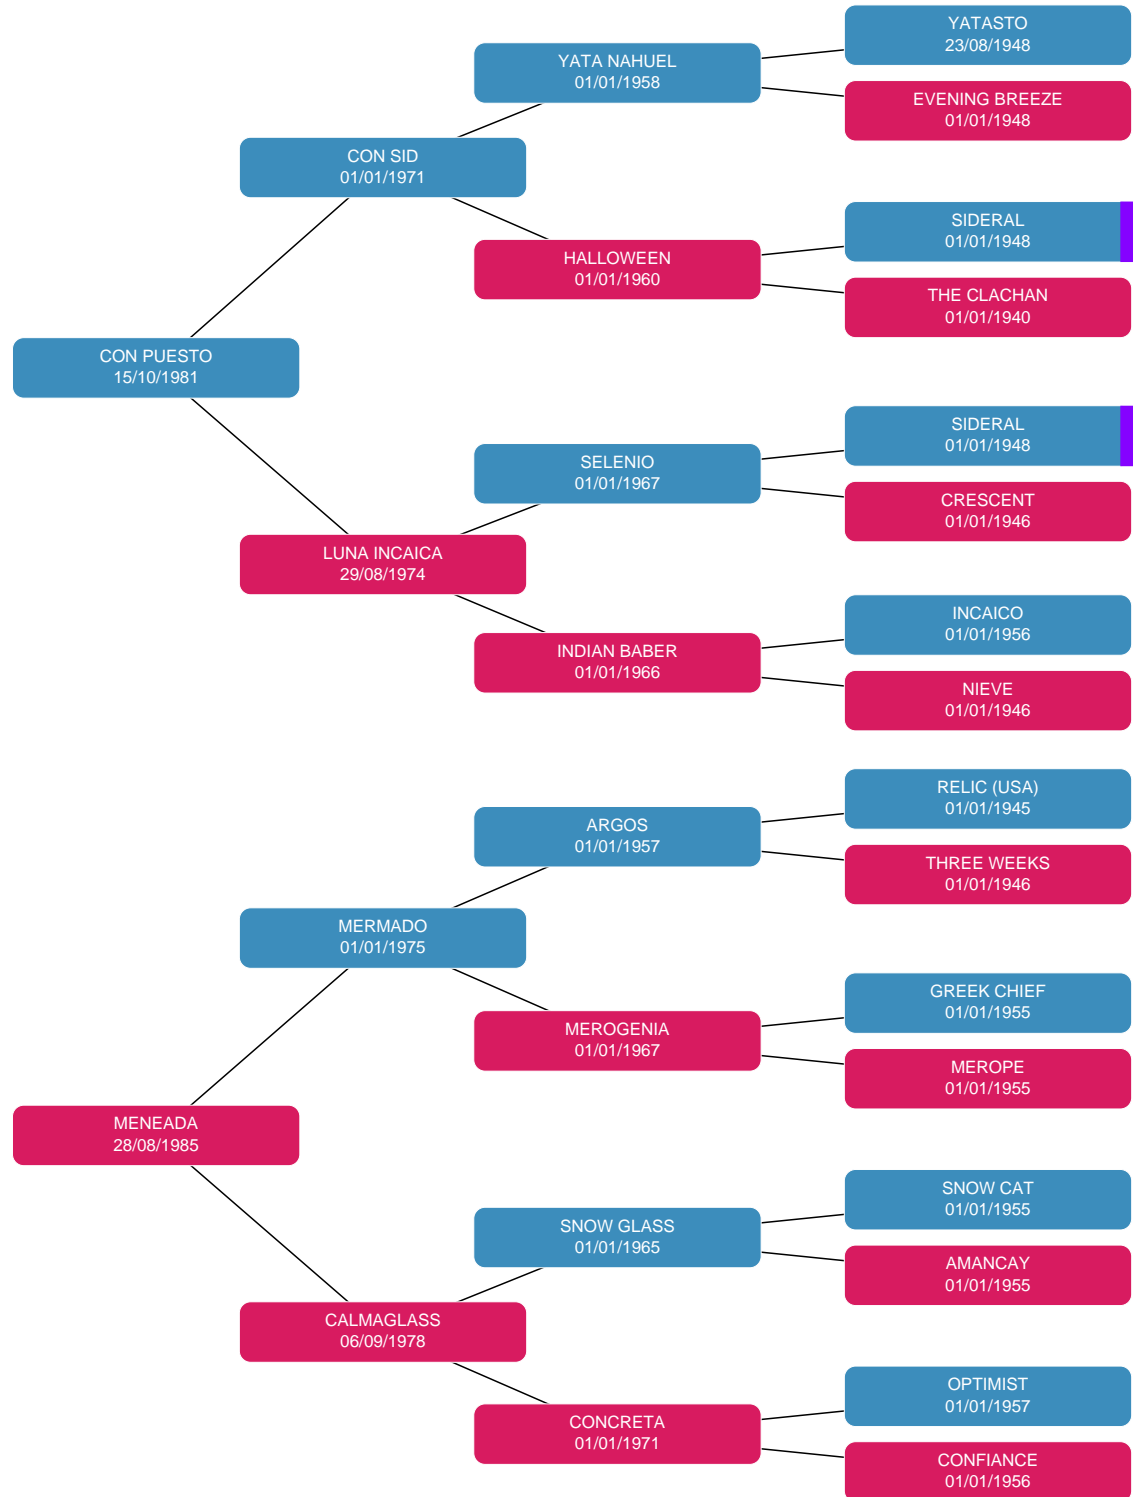 YATASTO
23/08/1948
YATA NAHUEL
01/01/1958
EVENING BREEZE
01/01/1948
CON SID
01/01/1971
SIDERAL
01/01/1948
HALLOWEEN
01/01/1960
THE CLACHAN
01/01/1940
CON PUESTO
15/10/1981
SIDERAL
01/01/1948
SELENIO
01/01/1967
CRESCENT
01/01/1946
LUNA INCAICA
29/08/1974
INCAICO
01/01/1956
INDIAN BABER
01/01/1966
NIEVE
01/01/1946
RELIC (USA)
01/01/1945
ARGOS
01/01/1957
THREE WEEKS
01/01/1946
MERMADO
01/01/1975
GREEK CHIEF
01/01/1955
MEROGENIA
01/01/1967
MEROPE
01/01/1955
MENEADA
28/08/1985
SNOW CAT
01/01/1955
SNOW GLASS
01/01/1965
AMANCAY
01/01/1955
CALMAGLASS
06/09/1978
OPTIMIST
01/01/1957
CONCRETA
01/01/1971
CONFIANCE
01/01/1956